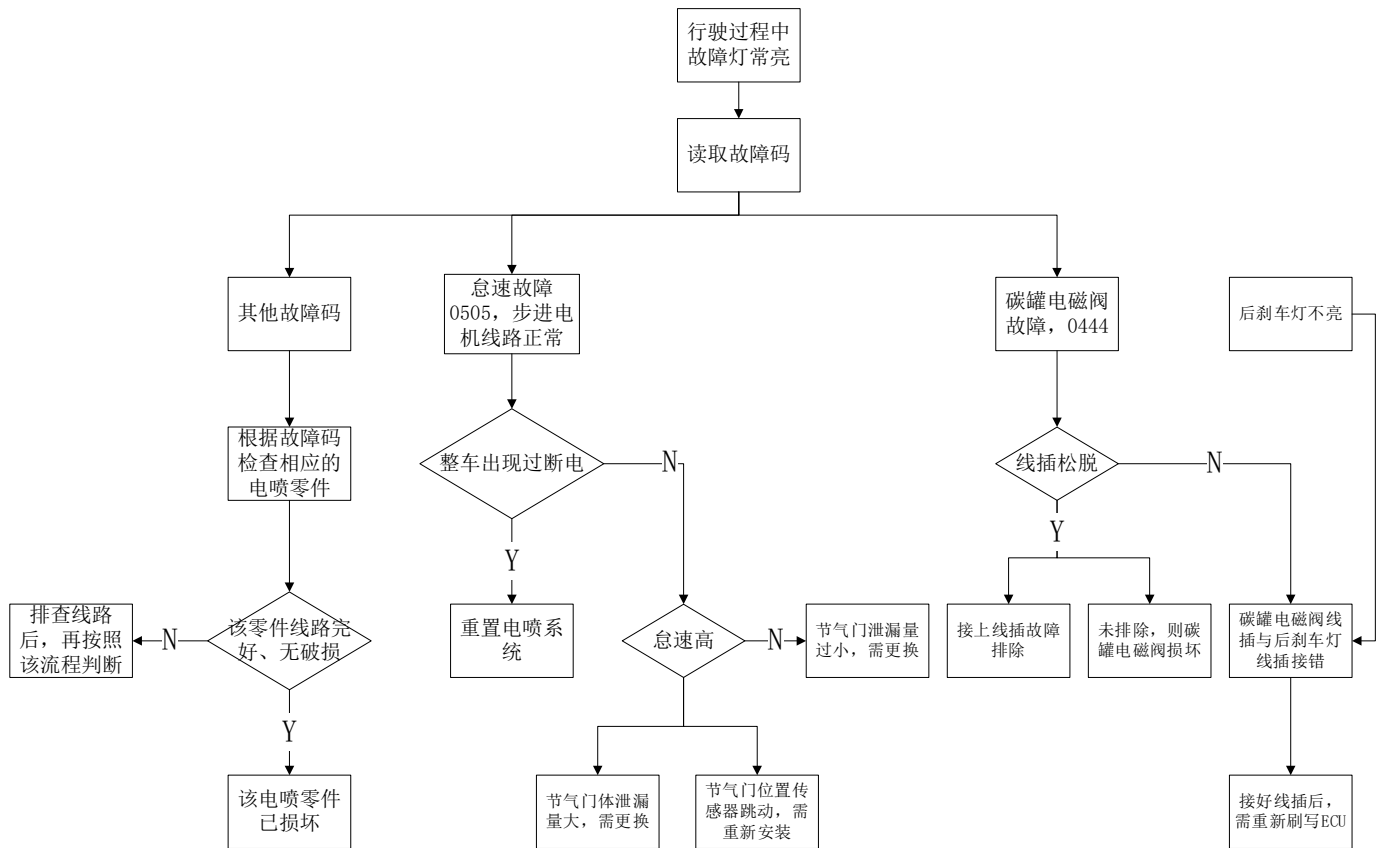 行驶过程中
故障灯常亮
读取故障码
其他故障码
怠速故障
0505，步进电
机线路正常
碳罐电磁阀
故障，0444
后刹车灯不亮
根据故障码
检查相应的
电喷零件
整车出现过断电
N
线插松脱
N
Y
Y
排查线路
后，再按照
该流程判断
N
该零件线路完
好、无破损
重置电喷系
统
怠速高
N
节气门泄漏量
过小，需更换
接上线插故障
排除
未排除，则碳
罐电磁阀损坏
碳罐电磁阀线
插与后刹车灯
线插接错
Y
该电喷零件
已损坏
节气门体泄漏
量大，需更换
节气门位置传
感器跳动，需
重新安装
接好线插后，
需重新刷写ECU